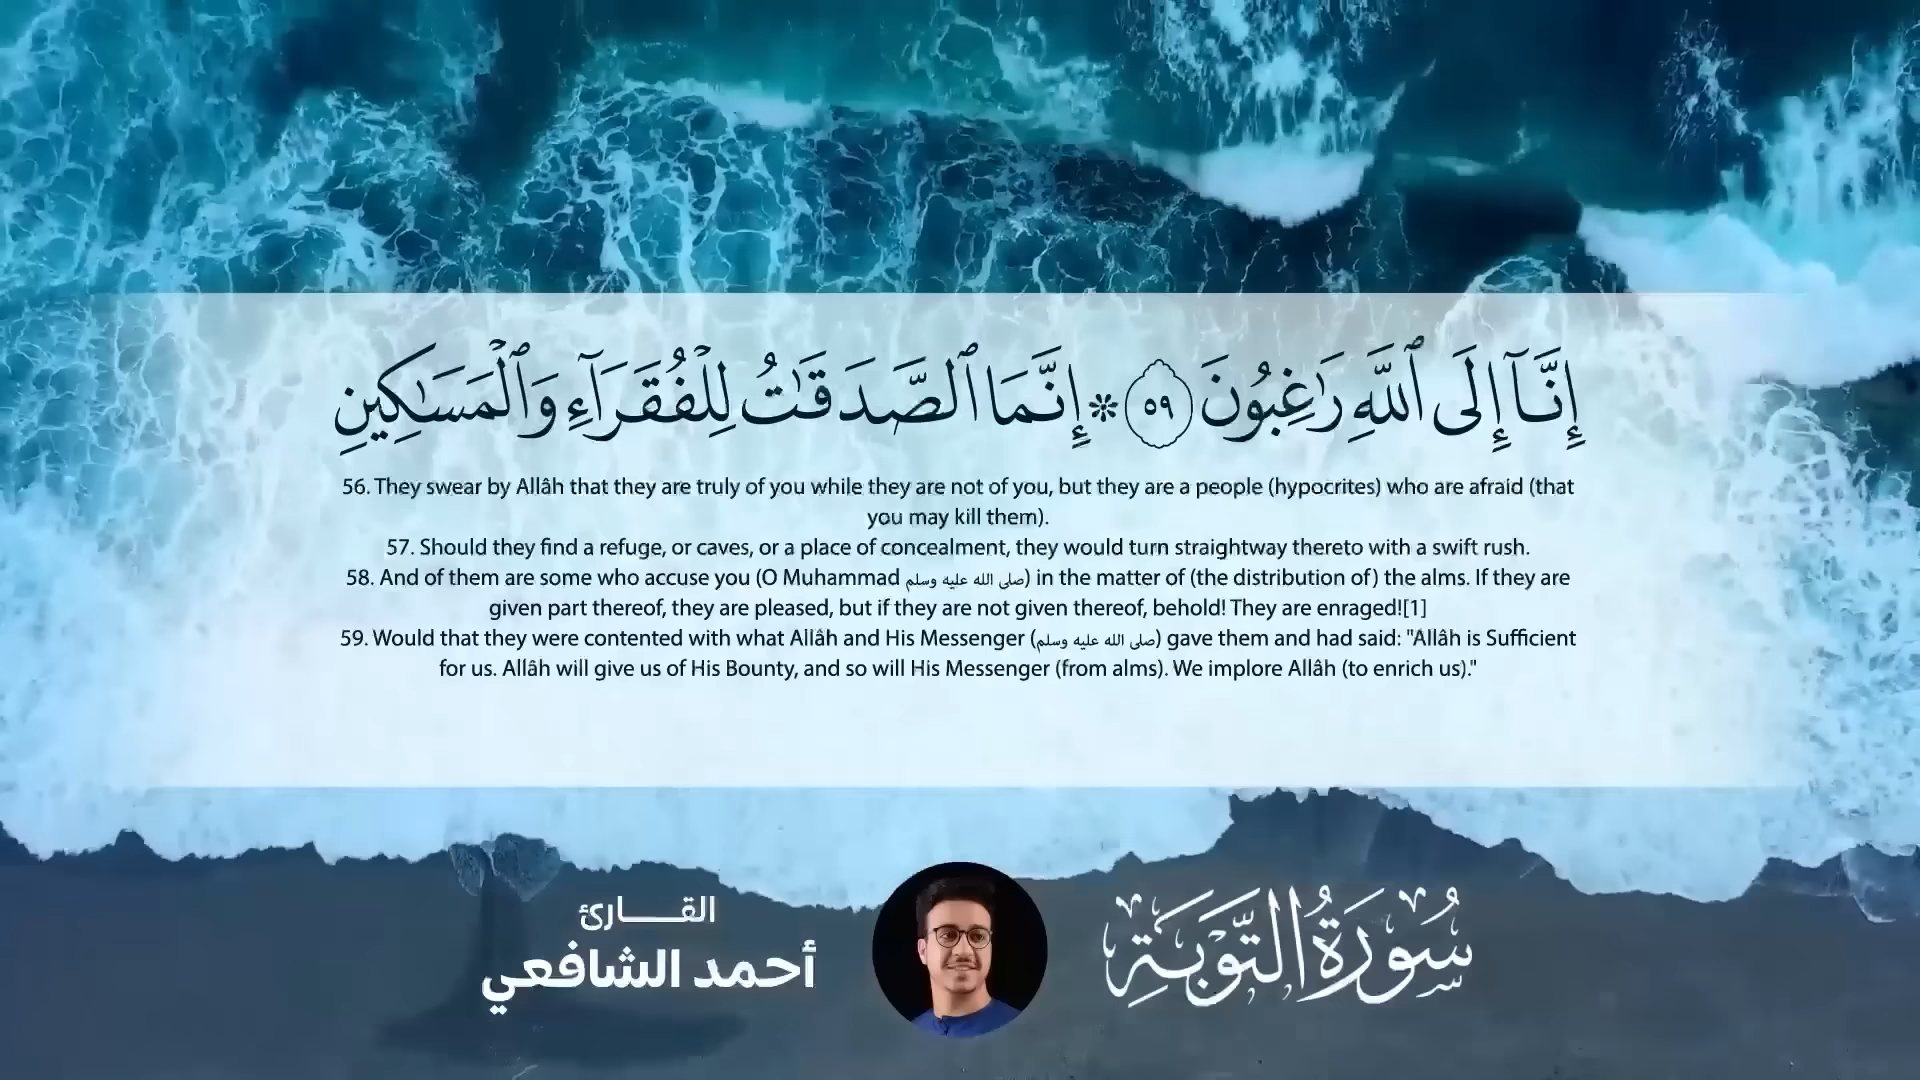 إِنَّآ إِلَى ٱللَّهِ رَٰغِبُونَ ٥٩ * إِنَّمَا ٱلصَّدَقَٰتُ لِلْفُقَرَآءِ وَٱلْمَسَٰكِينِ
56. They swear by Allâh that they are truly of you while they are not of you, but they are a people (hypocrites) who are afraid (that
you may kill them).
57. Should they find a refuge, or caves, or a place of concealment, they would turn straightway thereto with a swift rush.
58. And of them are some who accuse you (O Muhammad صلى الله عليه وسلم) in the matter of (the distribution of) the alms. If they are
given part thereof, they are pleased, but if they are not given thereof, behold! They are enraged![1]
59. Would that they were contented with what Allâh and His Messenger (صلى الله عليه وسلم) gave them and had said: "Allâh is Sufficient
for us. Allâh will give us of His Bounty, and so will His Messenger (from alms). We implore Allâh (to enrich us)."
سُورَةُ التَّوْبَةِ
القـــــارئ
أحمد الشافعي